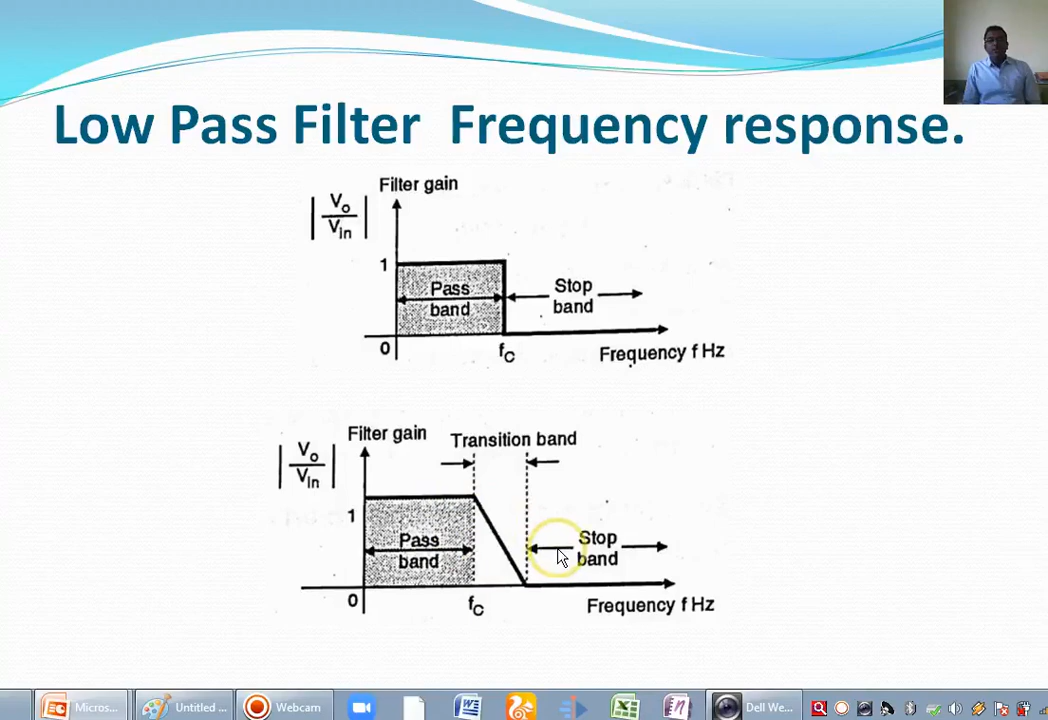 Low Pass Filter Frequency response.
Filter gain
| Vo / Vin |
1
Pass
band
Stop
band
0
fC
Frequency f Hz
Filter gain
Transition band
| Vo / Vin |
1
Pass
band
Stop
band
0
fC
Frequency f Hz
Micros...
Untitled ...
Webcam
Dell We...